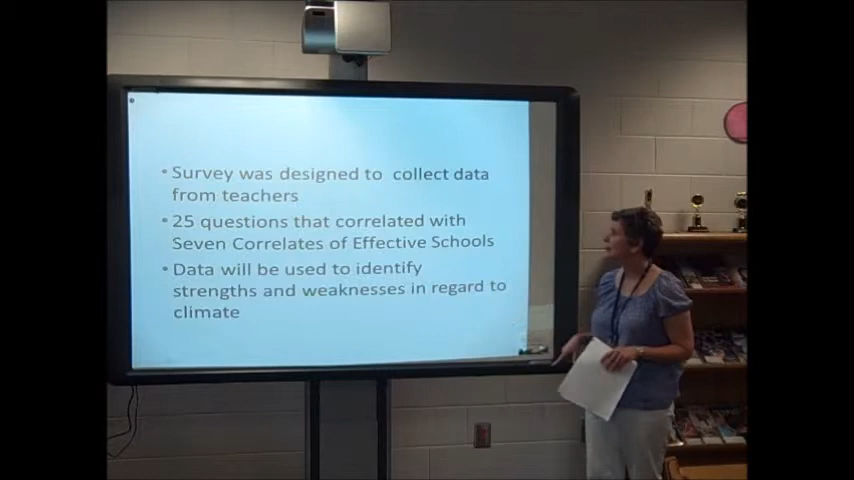 • Survey was designed to collect data
from teachers
• 25 questions that correlated with
Seven Correlates of Effective Schools
• Data will be used to identify
strengths and weaknesses in regard to
climate